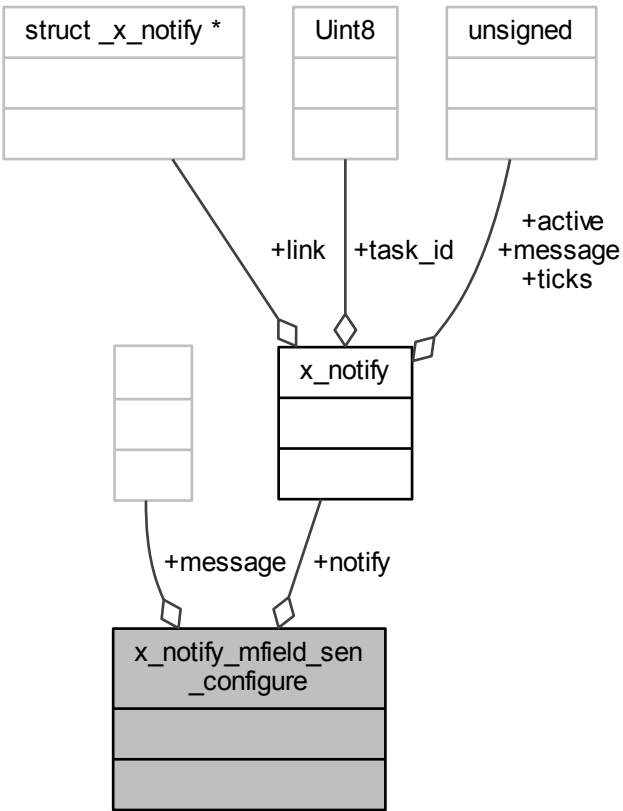 struct _x_notify *
Uint8
unsigned
+link
+task_id
+active
+message
+ticks
x_notify
+message
+notify
x_notify_mfield_sen
_configure